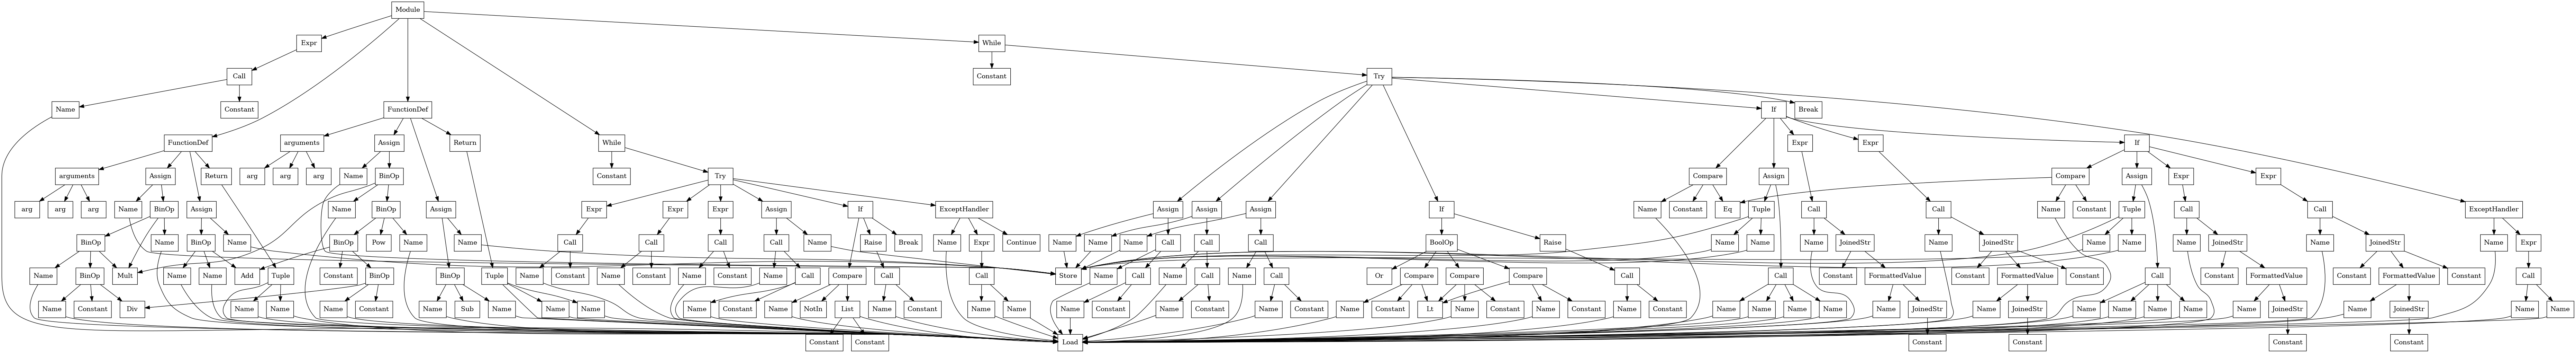 Module
Expr While
Call Constant Try
Name Constant FunctionDef If Break
FunctionDef arguments Assign Return While Expr Expr If
arguments Assign Return arg arg arg Name BinOp Constant Try Compare Assign Compare Assign Expr Expr
arg arg arg Name BinOp Assign Name BinOp Assign Expr Expr Expr Assign If ExceptHandler Assign Assign Assign If Name Constant Eq Tuple Call Call Name Constant Tuple Call Call ExceptHandler
BinOp Name BinOp Name BinOp Pow Name Name Call Call Call Call Name Raise Break Name Expr Continue Name Name Name Call Call Call BoolOp Raise Name Name Name JoinedStr Name JoinedStr Name Name Name JoinedStr Name JoinedStr Name Expr
Name BinOp Mult Name Name Add Tuple Constant BinOp BinOp Tuple Name Constant Name Constant Name Constant Name Call Compare Call Call Store Name Call Name Call Name Call Or Compare Compare Compare Call Call Constant FormattedValue Constant FormattedValue Constant Call Constant FormattedValue Constant FormattedValue Constant Call
Name Constant Div Name Name Name Constant Name Sub Name Name Name Name Constant Name NotIn List Name Constant Name Name Name Constant Name Constant Name Constant Name Constant Lt Name Constant Name Constant Name Constant Name Name Name Name Name JoinedStr Name JoinedStr Name Name Name Name Name JoinedStr Name JoinedStr Name Name
Constant Constant Load Constant Constant Constant Constant